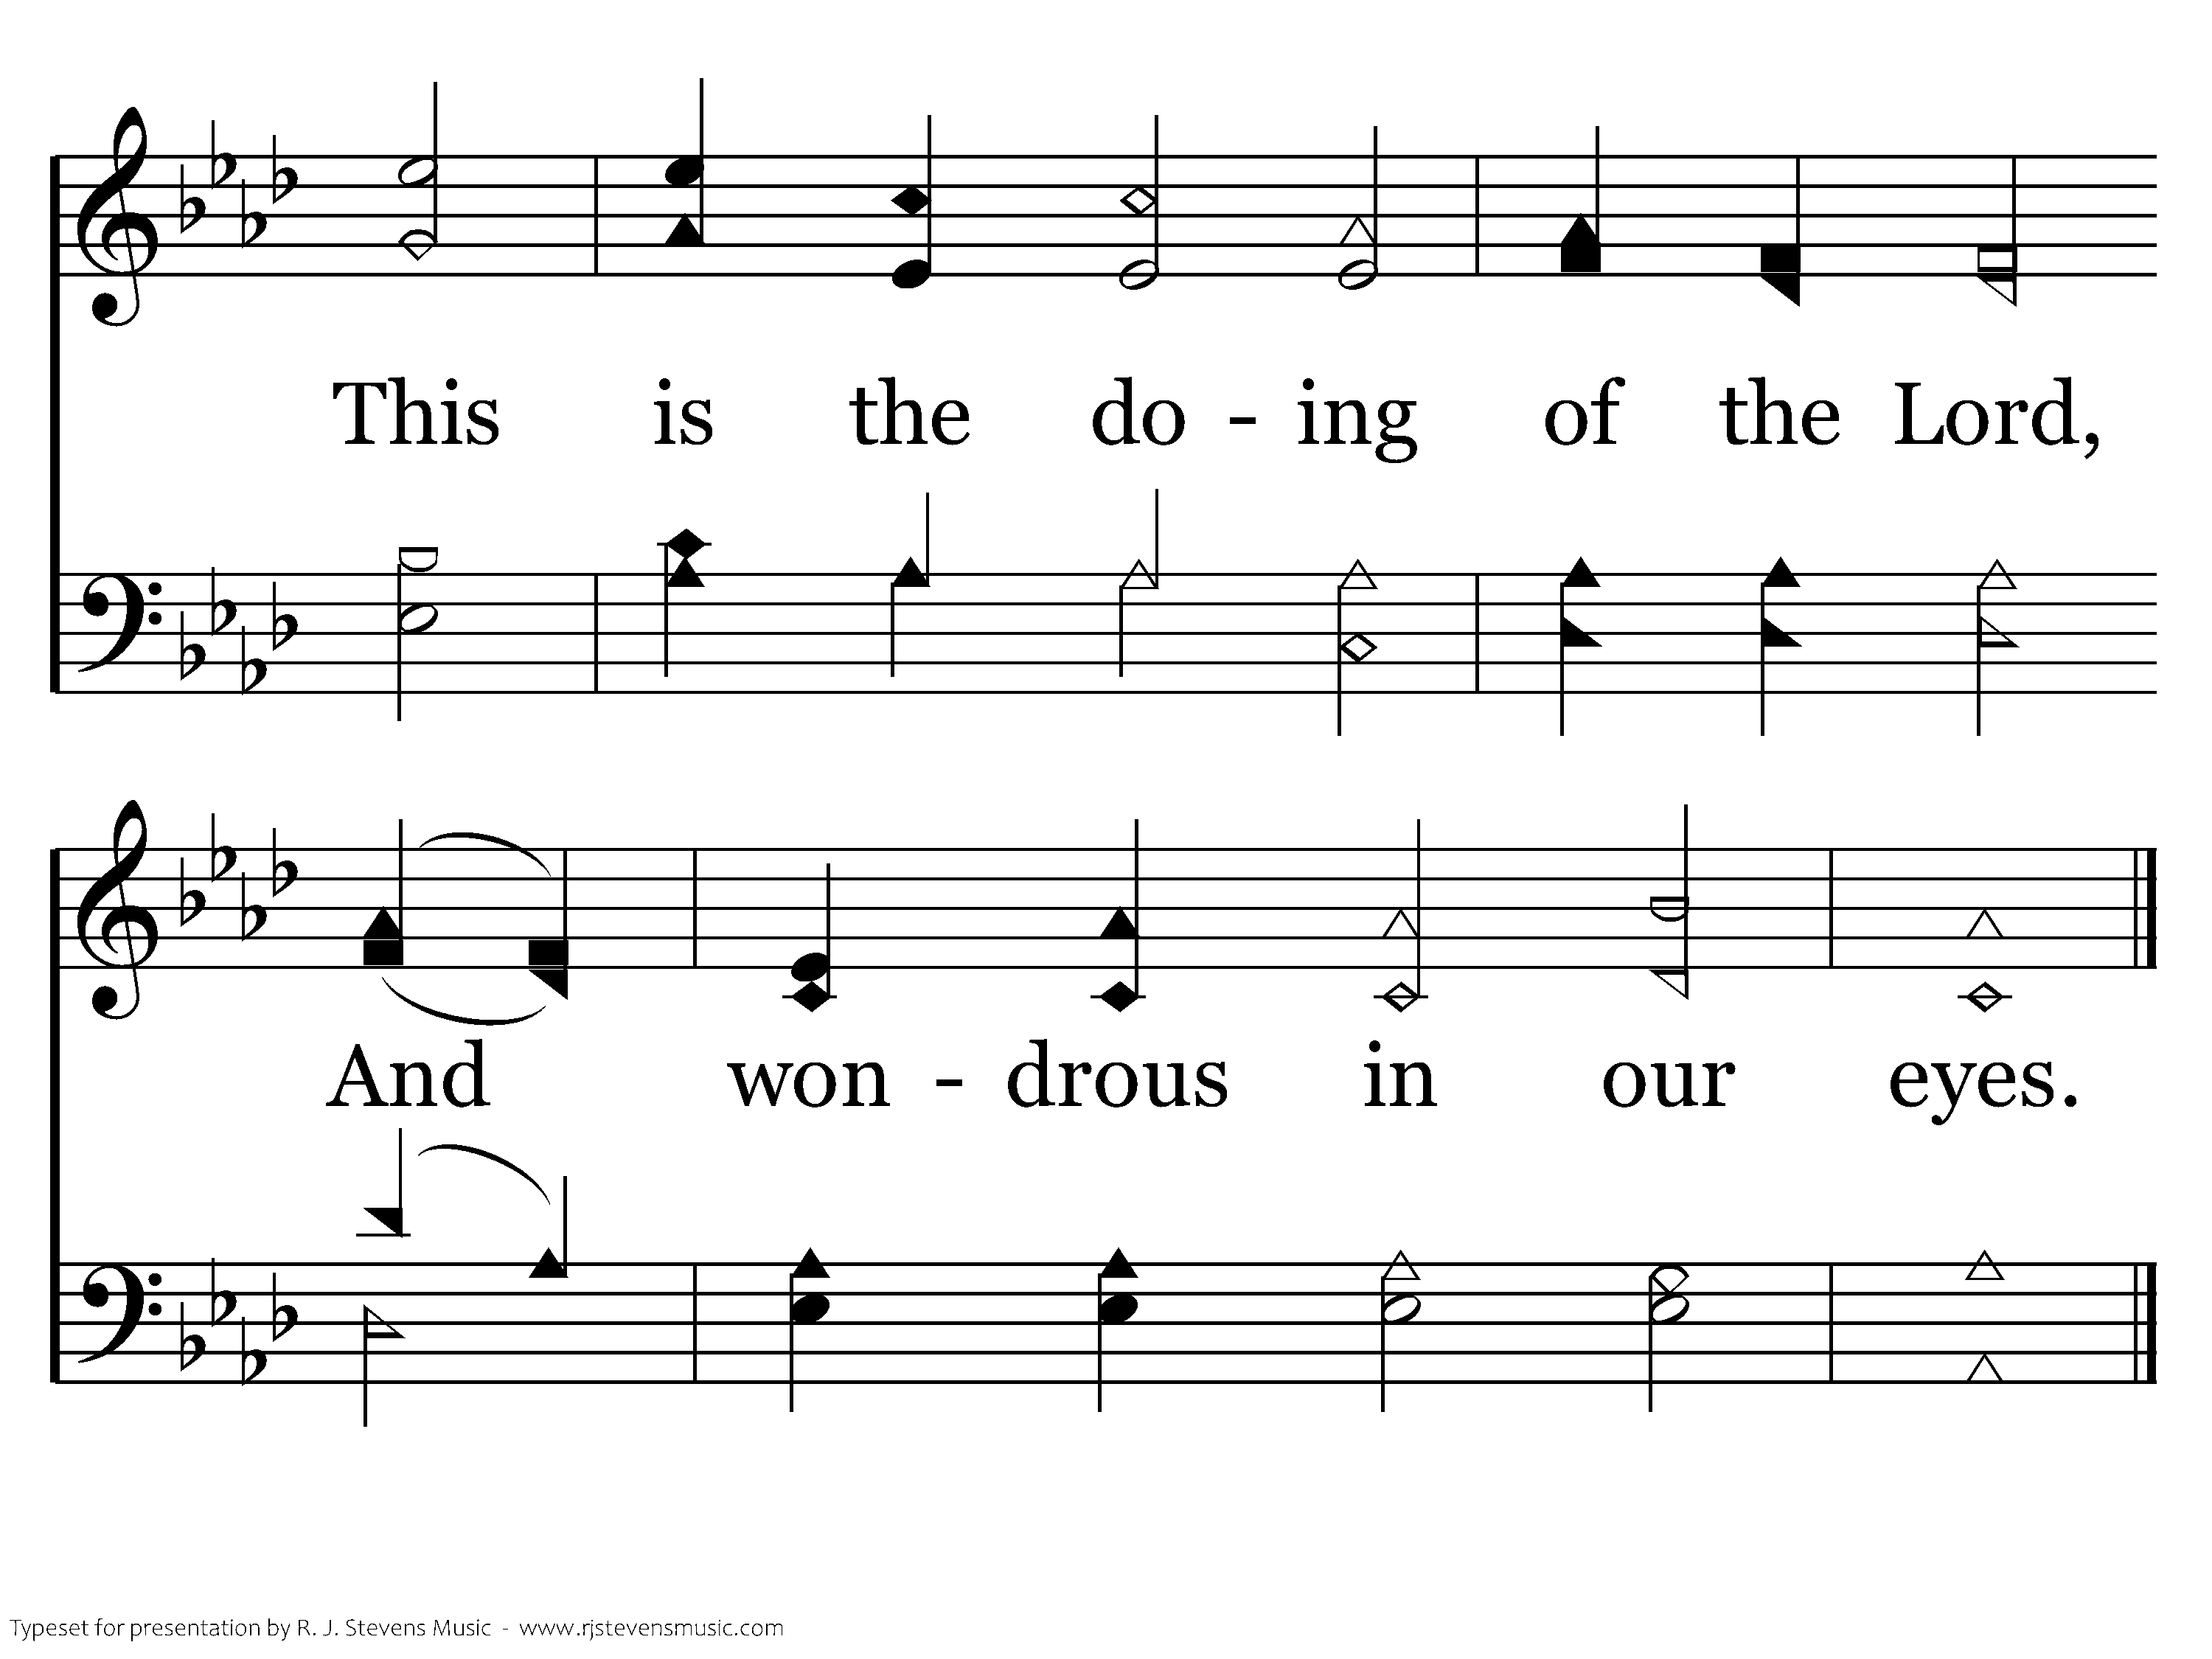 This is the do - ing of the Lord,
And won - drous in our eyes.
Typeset for presentation by R. J. Stevens Music - www.rjstevensmusic.com